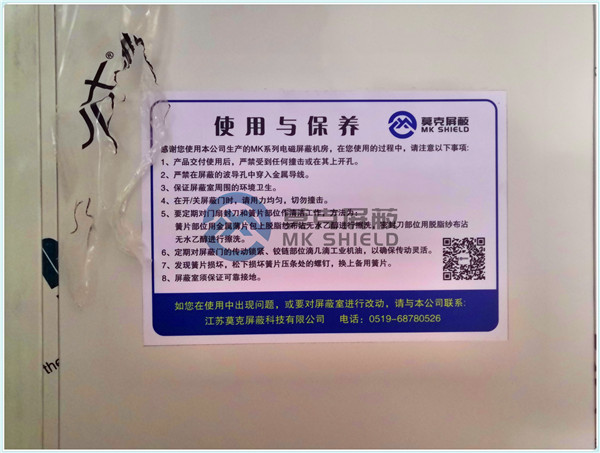 JPX®
使用与保养
莫克屏蔽
MK SHIELD
感谢您使用本公司生产的MK系列电磁屏蔽机房，在您使用的过程中，请注意以下事项：
1、产品交付使用后，严禁受到任何撞击或在其上开孔。
2、严禁在屏蔽的波导孔中穿入金属导线。
3、保证屏蔽室周围的环境卫生。
4、在开/关屏蔽门时，请用力均匀，切勿撞击。
5、要定期对门扇封刀和簧片部位作清洁工作。方法为：
簧片部位用金属薄片包上脱脂纱布沾无水乙醇进行擦洗，
刀部位用脱脂纱布沾
无水乙醇进行擦洗。
6、定期对屏蔽门的传动锁紧、铰链部位滴几滴工业机油，以确保传动灵活。
7、发现簧片损坏，松下损坏簧片压条处的螺钉，换上备用簧片。
8、屏蔽室须保证可靠接地。
莫克屏蔽
MK SHIELD
如您在使用中出现问题，或要对屏蔽室进行改动，请与本公司联系：
江苏莫克屏蔽科技有限公司 电话：0519-68780526
the